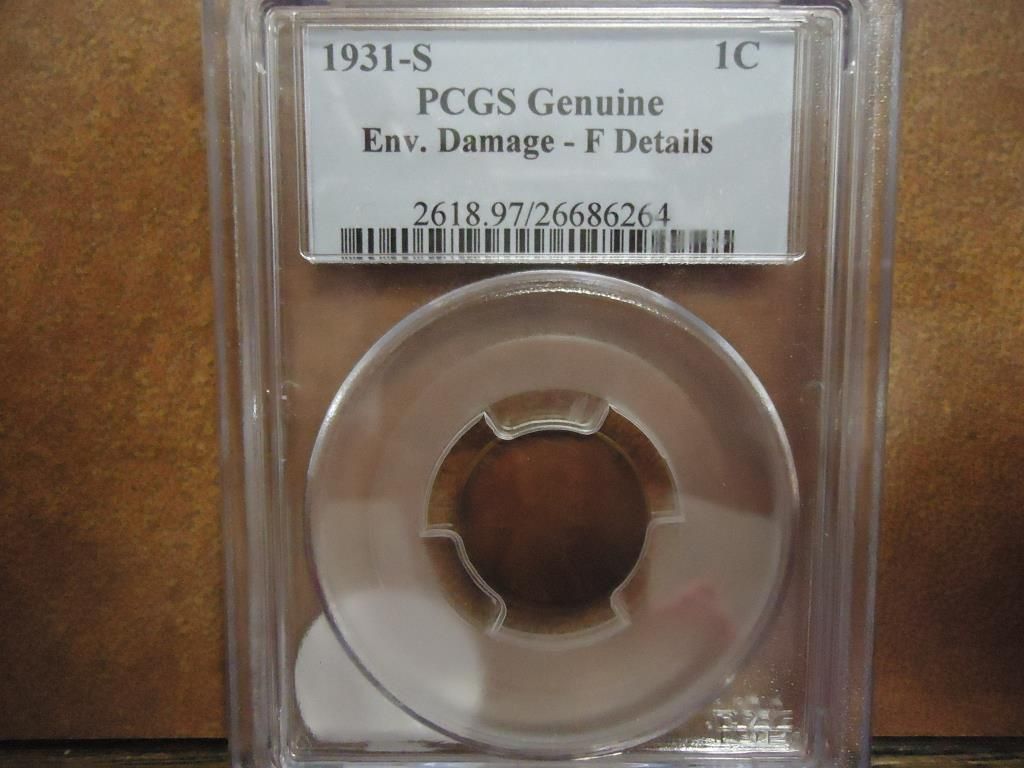 1931-S 1C
PCGS Genuine
Env. Damage - F Details
2618.97/26686264